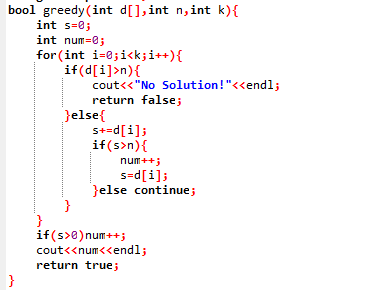 bool greedy(int d[],int n,int k){
    int s=0;
    int num=0;
    for(int i=0;i<k;i++){
        if(d[i]>n){
            cout<<"No Solution!"<<endl;
            return false;
        }else{
            s+=d[i];
            if(s>n){
                num++;
                s=d[i];
            }else continue;
        }
    }
    if(s>0)num++;
    cout<<num<<endl;
    return true;
}